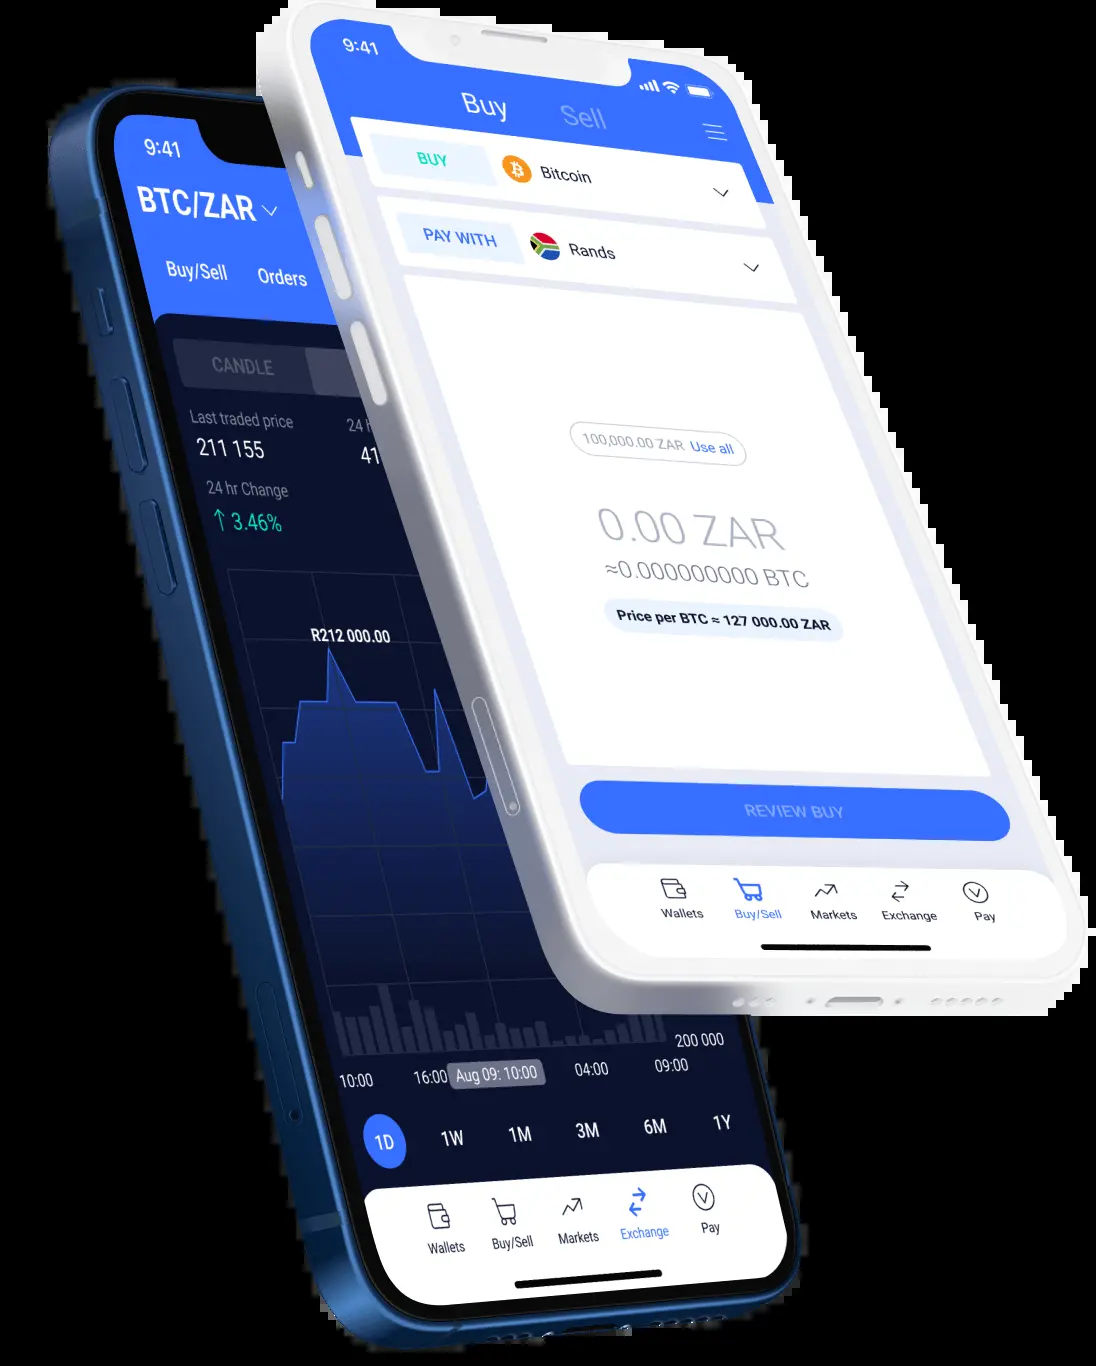 9:41
Buy Sell
BUY Bitcoin
PAY WITH Rands
100,000.00 ZAR Use all
0.00 ZAR
≈0.000000000 BTC
Price per BTC ≈ 127 000.00 ZAR
REVIEW BUY
Wallets Buy/Sell Markets Exchange Pay
9:41
BTC/ZAR
Buy/Sell Orders
CANDLE
Last traded price 24
211 155 41
24 hr Change
↑ 3.46%
R212 000.00
200 000
10:00 16:00 Aug 09: 10:00 04:00 09:00
1D 1W 1M 3M 6M 1Y
Wallets Buy/Sell Markets Exchange Pay